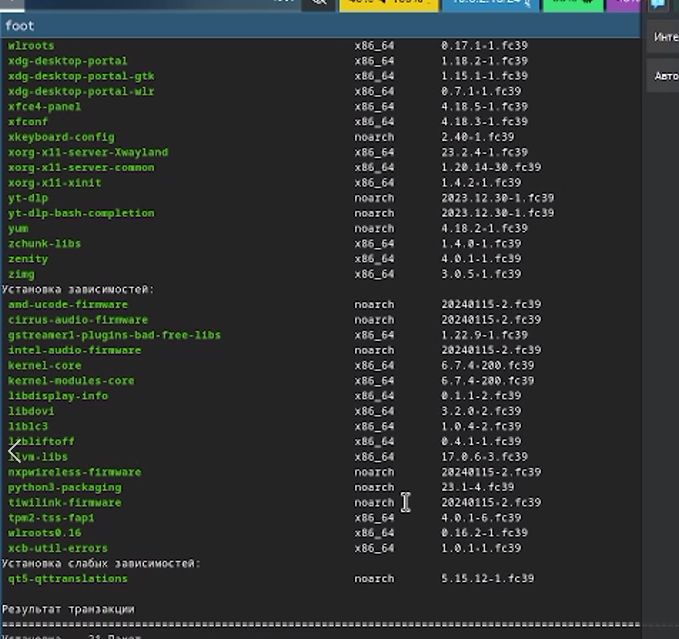 foot
Инте
Авто
wlroots x86_64 0.17.1-1.fc39
xdg-desktop-portal x86_64 1.18.2-1.fc39
xdg-desktop-portal-gtk x86_64 1.15.1-1.fc39
xdg-desktop-portal-wlr x86_64 0.7.1-1.fc39
xfce4-panel x86_64 4.18.5-1.fc39
xfconf x86_64 4.18.3-1.fc39
xkeyboard-config noarch 2.40-1.fc39
xorg-x11-server-Xwayland x86_64 23.2.4-1.fc39
xorg-x11-server-common x86_64 1.20.14-30.fc39
xorg-x11-xinit x86_64 1.4.2-1.fc39
yt-dlp noarch 2023.12.30-1.fc39
yt-dlp-bash-completion noarch 2023.12.30-1.fc39
yum noarch 4.18.2-1.fc39
zchunk-libs x86_64 1.4.0-1.fc39
zenity x86_64 4.0.1-1.fc39
zimg x86_64 3.0.5-1.fc39
Установка зависимостей:
amd-ucode-firmware noarch 20240115-2.fc39
cirrus-audio-firmware noarch 20240115-2.fc39
gstreamer1-plugins-bad-free-libs x86_64 1.22.9-1.fc39
intel-audio-firmware noarch 20240115-2.fc39
kernel-core x86_64 6.7.4-200.fc39
kernel-modules-core x86_64 6.7.4-200.fc39
libdisplay-info x86_64 0.1.1-2.fc39
libdovi x86_64 3.2.0-2.fc39
liblc3 x86_64 1.0.4-2.fc39
libliftoff x86_64 0.4.1-1.fc39
llvm-libs x86_64 17.0.6-3.fc39
nxpwireless-firmware noarch 20240115-2.fc39
python3-packaging noarch 23.1-4.fc39
tiwilink-firmware noarch 20240115-2.fc39
tpm2-tss-fapi x86_64 4.0.1-6.fc39
wlroots0.16 x86_64 0.16.2-1.fc39
xcb-util-errors x86_64 1.0.1-1.fc39
Установка слабых зависимостей:
qt5-qttranslations noarch 5.15.12-1.fc39
Результат транзакции